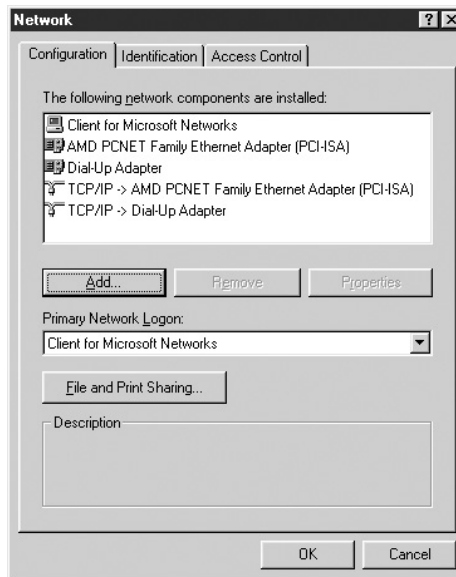 Network
Configuration Identification Access Control
The following network components are installed:
Client for Microsoft Networks
AMD PCNET Family Ethernet Adapter (PCI-ISA)
Dial-Up Adapter
TCP/IP -> AMD PCNET Family Ethernet Adapter (PCI-ISA)
TCP/IP -> Dial-Up Adapter
Add... Remove Properties
Primary Network Logon:
Client for Microsoft Networks
File and Print Sharing...
Description
OK Cancel